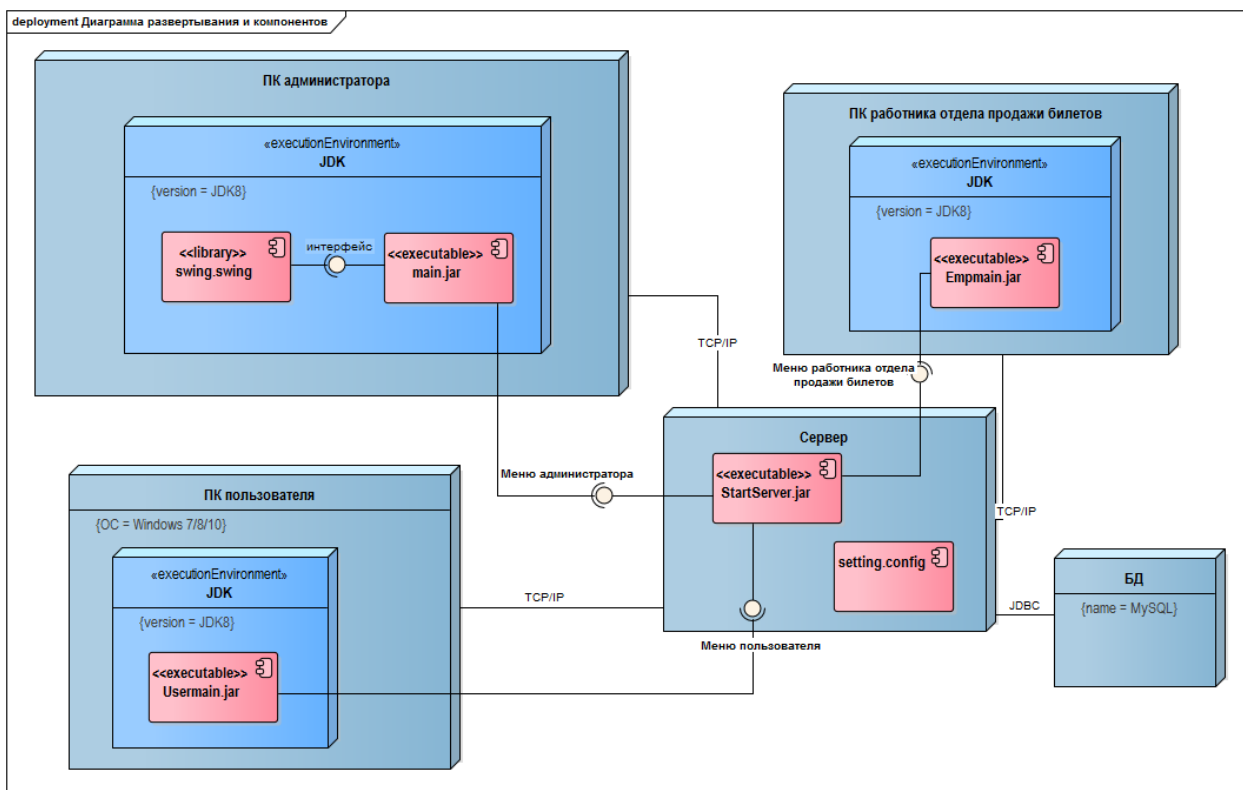 deployment Диаграмма развертывания и компонентов
ПК администратора
«executionEnvironment»
JDK
{version = JDK8}
<<library>>
swing.swing
интерфейс
<<executable>>
main.jar
ПК работника отдела продажи билетов
«executionEnvironment»
JDK
{version = JDK8}
<<executable>>
Empmain.jar
TCP/IP
Меню работника отдела
продажи билетов
Сервер
<<executable>>
StartServer.jar
Меню администратора
setting.config
TCP/IP
ПК пользователя
{ОС = Windows 7/8/10}
«executionEnvironment»
JDK
{version = JDK8}
<<executable>>
Usermain.jar
TCP/IP
Меню пользователя
JDBC
БД
{name = MySQL}